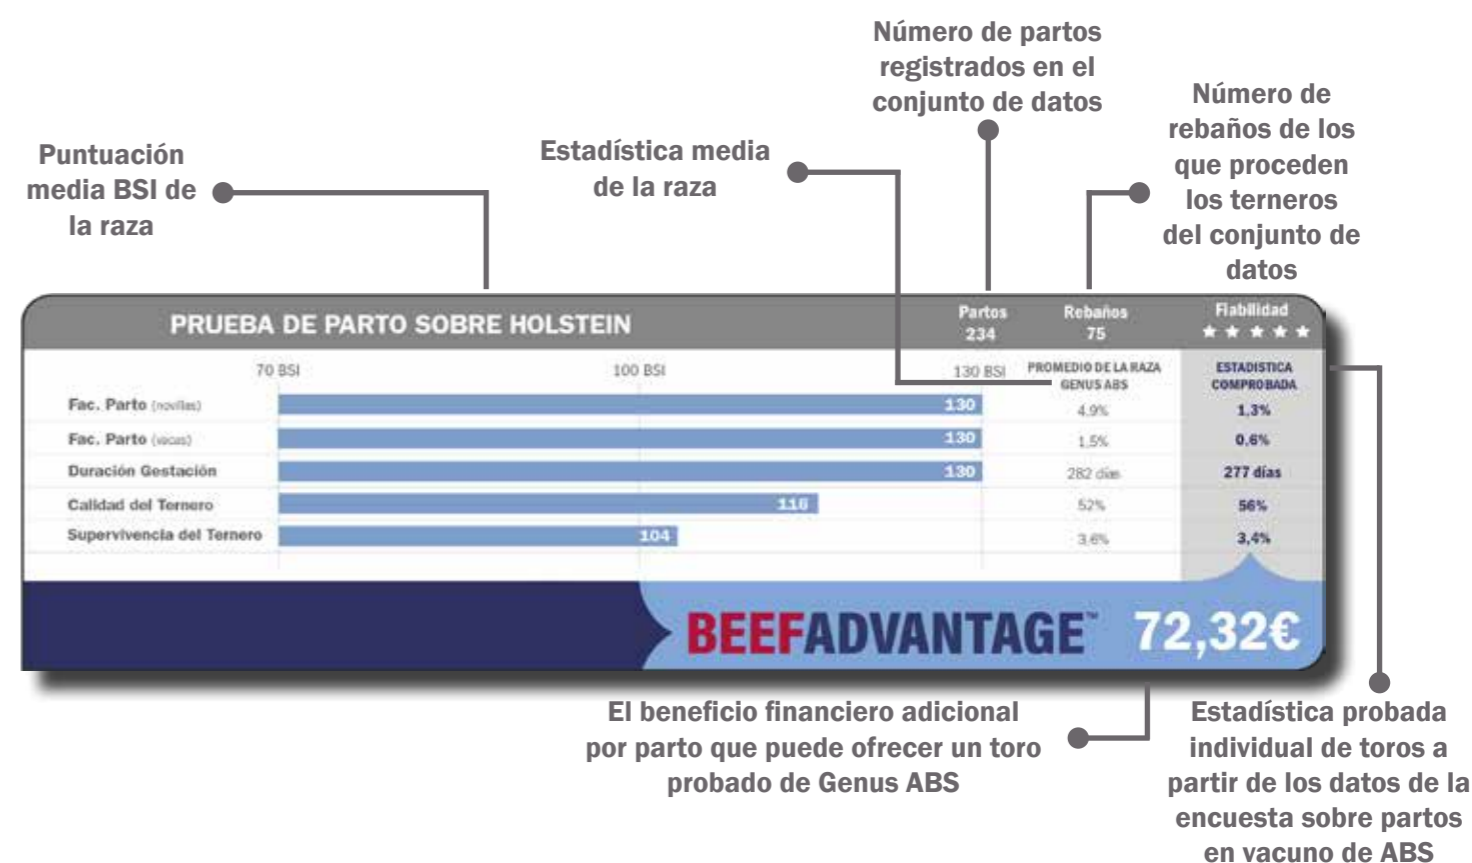 Número de partos
registrados en el
conjunto de datos
Número de
rebaños de los
que proceden
los terneros
del conjunto de
datos
Estadística media
de la raza
Puntuación
media BSI de
la raza
PRUEBA DE PARTO SOBRE HOLSTEIN
Partos
234
Rebaños
75
Fiabilidad
★ ★ ★ ★ ★
70 BSI 100 BSI 130 BSI
PROMEDIO DE LA RAZA
GENUS ABS
ESTADISTICA
COMPROBADA
Fac. Parto (novillas) 130 4.9% 1,3%
Fac. Parto (vacas) 130 1.5% 0,6%
Duración Gestación 130 282 días 277 días
Calidad del Ternero 116 52% 56%
Supervivencia del Ternero 104 3.6% 3,4%
BEEFADVANTAGE™ 72,32€
El beneficio financiero adicional
por parto que puede ofrecer un toro
probado de Genus ABS
Estadística probada
individual de toros a
partir de los datos de la
encuesta sobre partos
en vacuno de ABS